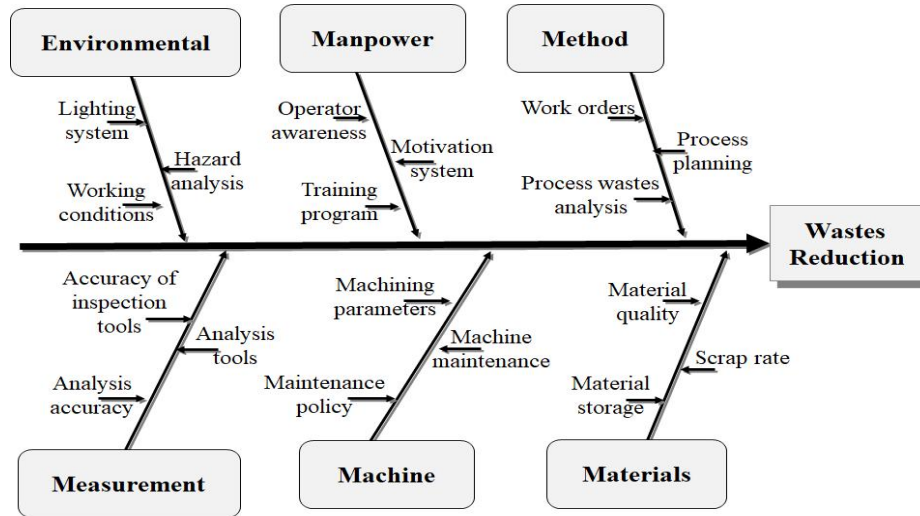 Environmental
Manpower
Method
Lighting
system
Hazard
analysis
Working
conditions
Operator
awareness
Motivation
system
Training
program
Work orders
Process
planning
Process wastes
analysis
Wastes
Reduction
Accuracy of
inspection
tools
Analysis
tools
Analysis
accuracy
Machining
parameters
Machine
maintenance
Maintenance
policy
Material
quality
Scrap rate
Material
storage
Measurement
Machine
Materials